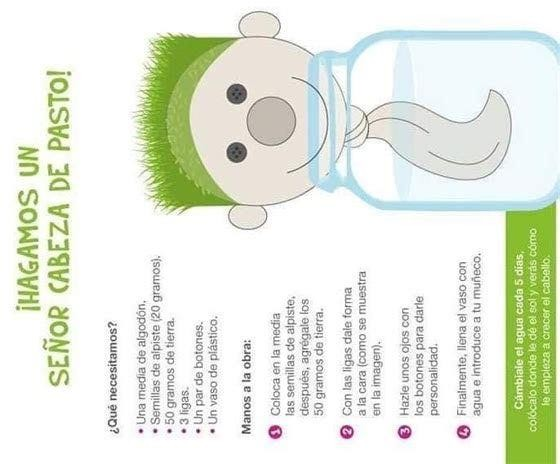 ¡HAGAMOS UN
SEÑOR CABEZA DE PASTO!
¿Qué necesitamos?
• Una media de algodón.
• Semillas de alpiste (20 gramos).
• 50 gramos de tierra.
• 3 ligas.
• Un par de botones.
• Un vaso de plástico.
Manos a la obra:
1 Coloca en la media
las semillas de alpiste,
después, agrégale los
50 gramos de tierra.
2 Con las ligas dale forma
a la cara (como se muestra
en la imagen).
3 Hazle unos ojos con
los botones para darle
personalidad.
4 Finalmente, llena el vaso con
agua e introduce a tu muñeco.
Cámbiale el agua cada 5 días,
colócalo donde le dé el sol y verás cómo
le empieza a crecer el cabello.